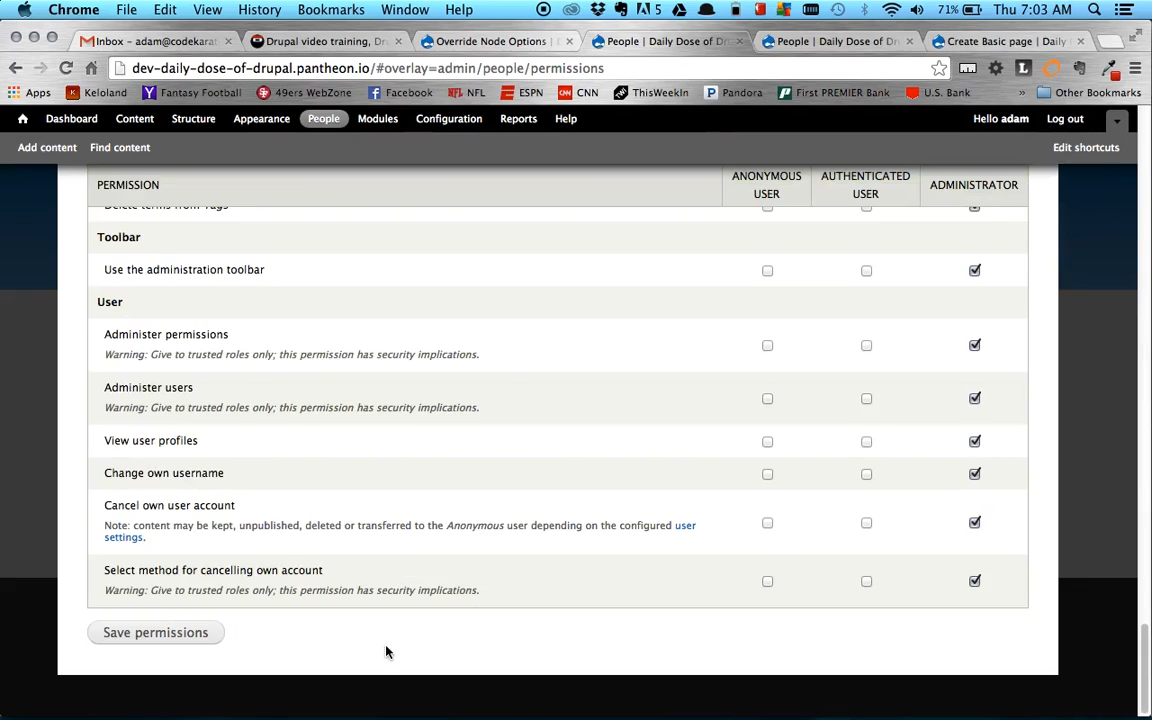 Chrome File Edit View History Bookmarks Window Help 5 71% Thu 7:03 AM
Inbox - adam@codekara Drupal video training, Dr Override Node Options | People | Daily Dose of Dr People | Daily Dose of Dr Create Basic page | Daily
dev-daily-dose-of-drupal.pantheon.io/#overlay=admin/people/permissions
Apps Keloland Fantasy Football 49ers WebZone Facebook NFL ESPN CNN ThisWeekIn Pandora First PREMIER Bank U.S. Bank » Other Bookmarks
Dashboard Content Structure Appearance People Modules Configuration Reports Help Hello adam Log out
Add content Find content Edit shortcuts
PERMISSION ANONYMOUS USER AUTHENTICATED USER ADMINISTRATOR
Delete terms from Tags
Toolbar
Use the administration toolbar
User
Administer permissions
Warning: Give to trusted roles only; this permission has security implications.
Administer users
Warning: Give to trusted roles only; this permission has security implications.
View user profiles
Change own username
Cancel own user account
Note: content may be kept, unpublished, deleted or transferred to the Anonymous user depending on the configured user
settings.
Select method for cancelling own account
Warning: Give to trusted roles only; this permission has security implications.
Save permissions